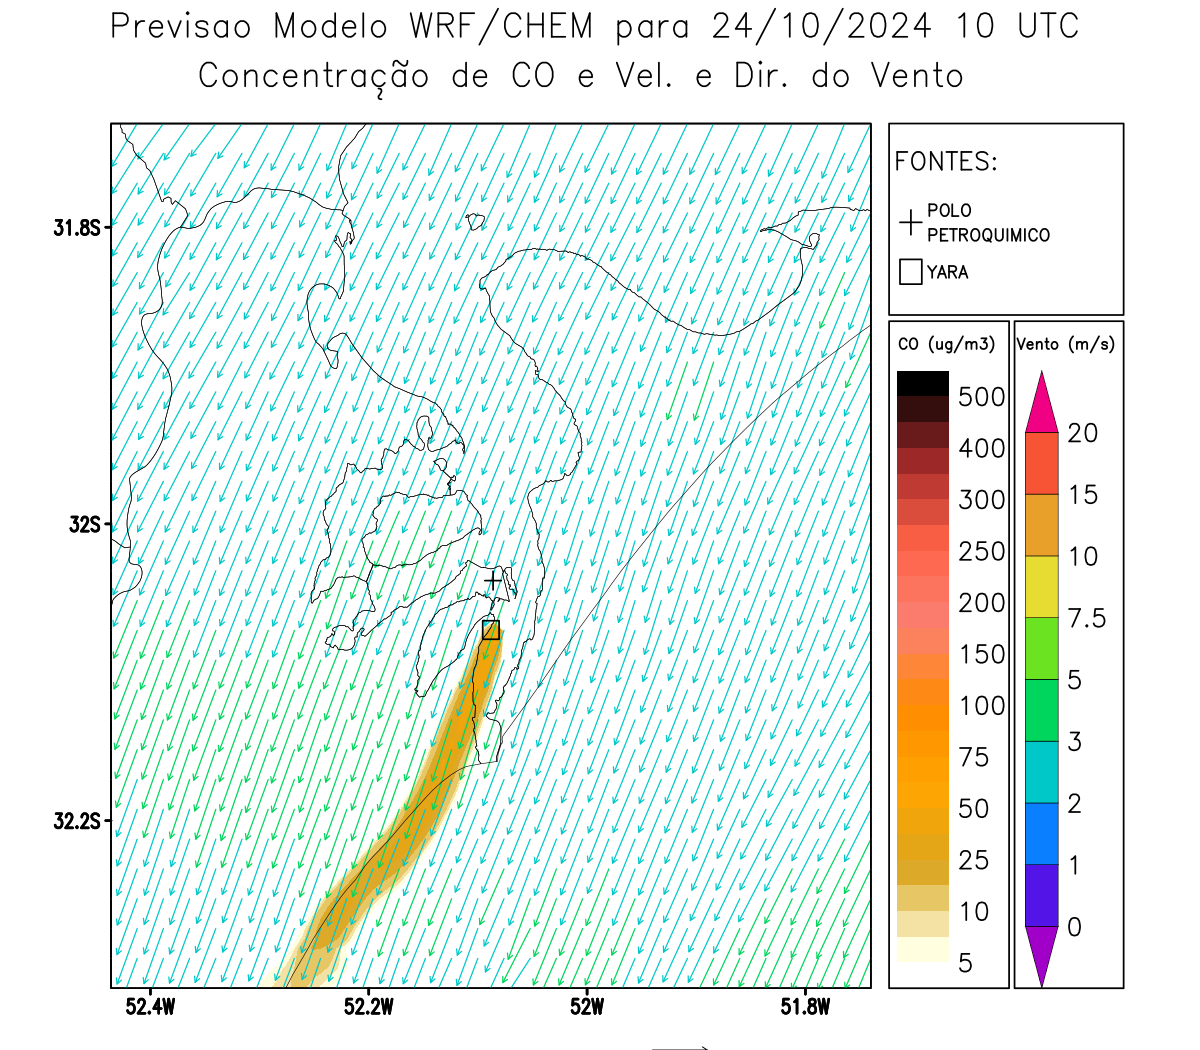 Previsao Modelo WRF/CHEM para 24/10/2024 10 UTC
Concentração de CO e Vel. e Dir. do Vento
FONTES:
POLO
PETROQUIMICO
YARA
CO (ug/m3)
500
400
300
250
200
150
100
75
50
25
10
5
Vento (m/s)
20
15
10
7.5
5
3
2
1
0
31.8S
32S
32.2S
52.4W
52.2W
52W
51.8W